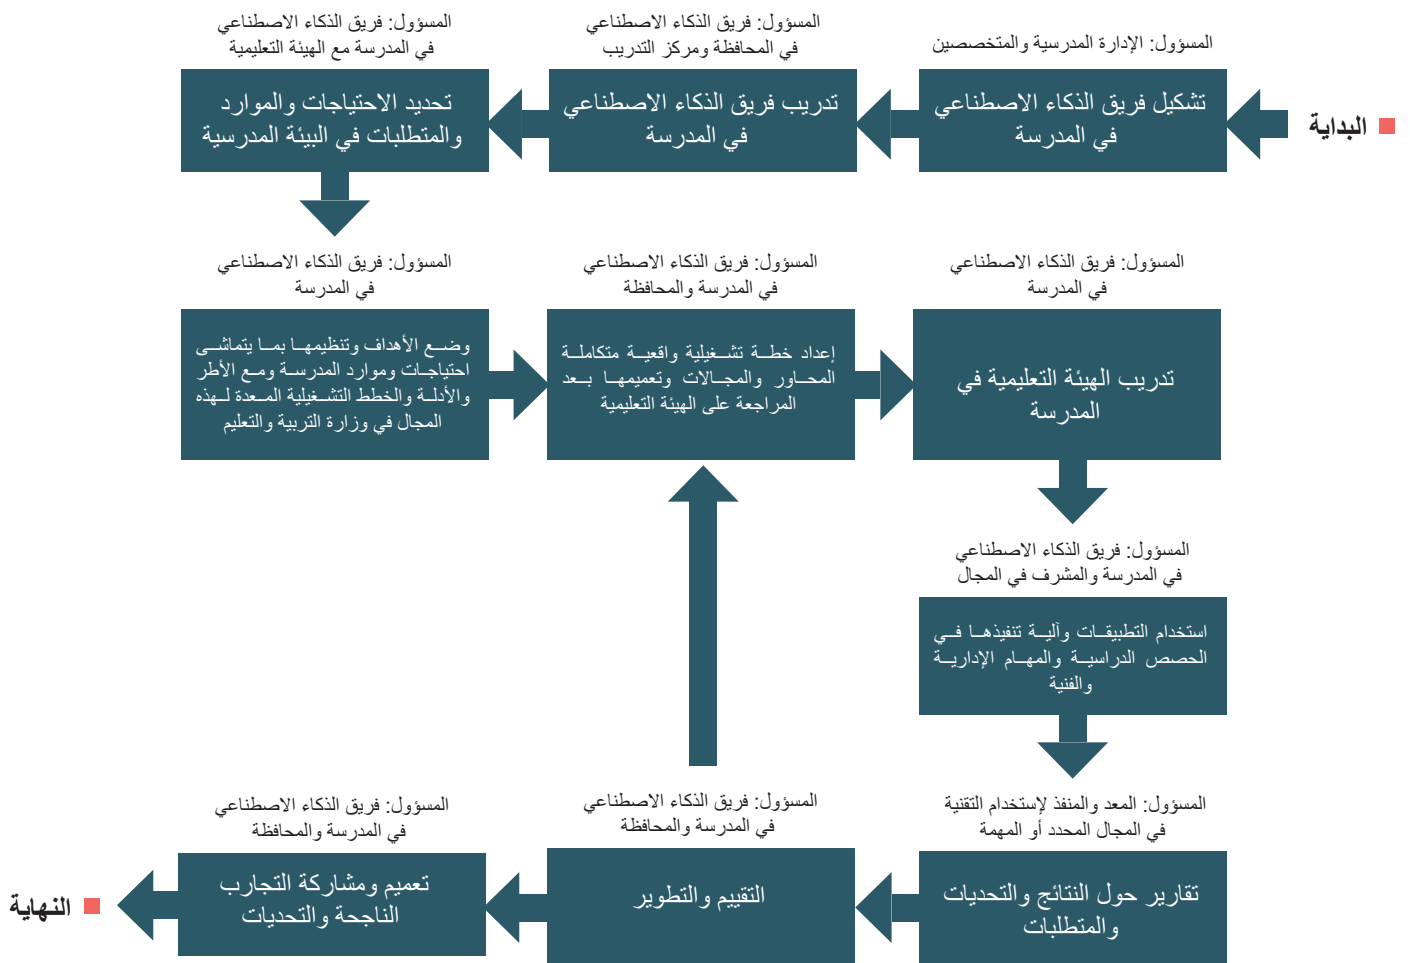 البداية
المسؤول: الإدارة المدرسية والمتخصصين
تشكيل فريق الذكاء الاصطناعي
في المدرسة
المسؤول: فريق الذكاء الاصطناعي
في المحافظة ومركز التدريب
تدريب فريق الذكاء الاصطناعي
في المدرسة
المسؤول: فريق الذكاء الاصطناعي
في المدرسة مع الهيئة التعليمية
تحديد الاحتياجات والموارد
والمتطلبات في البيئة المدرسية
المسؤول: فريق الذكاء الاصطناعي
في المدرسة
وضع الأهداف وتنظيمها بما يتماشى
احتياجات وموارد المدرسة ومع الأطر
والأدلة والخطط التشغيلية المعدة لهذه
المجال في وزارة التربية والتعليم
المسؤول: فريق الذكاء الاصطناعي
في المدرسة والمحافظة
إعداد خطة تشغيلية واقعية متكاملة
المحاور والمجالات وتعميمها بعد
المراجعة على الهيئة التعليمية
المسؤول: فريق الذكاء الاصطناعي
في المدرسة
تدريب الهيئة التعليمية في
المدرسة
المسؤول: فريق الذكاء الاصطناعي
في المدرسة والمشرف في المجال
استخدام التطبيقات وآلية تنفيذها في
الحصص الدراسية والمهام الإدارية
والفنية
المسؤول: المعد والمنفذ لإستخدام التقنية
في المجال المحدد أو المهمة
تقارير حول النتائج والتحديات
والمتطلبات
المسؤول: فريق الذكاء الاصطناعي
في المدرسة والمحافظة
التقييم والتطوير
المسؤول: فريق الذكاء الاصطناعي
في المدرسة والمحافظة
تعميم ومشاركة التجارب
الناجحة والتحديات
النهاية